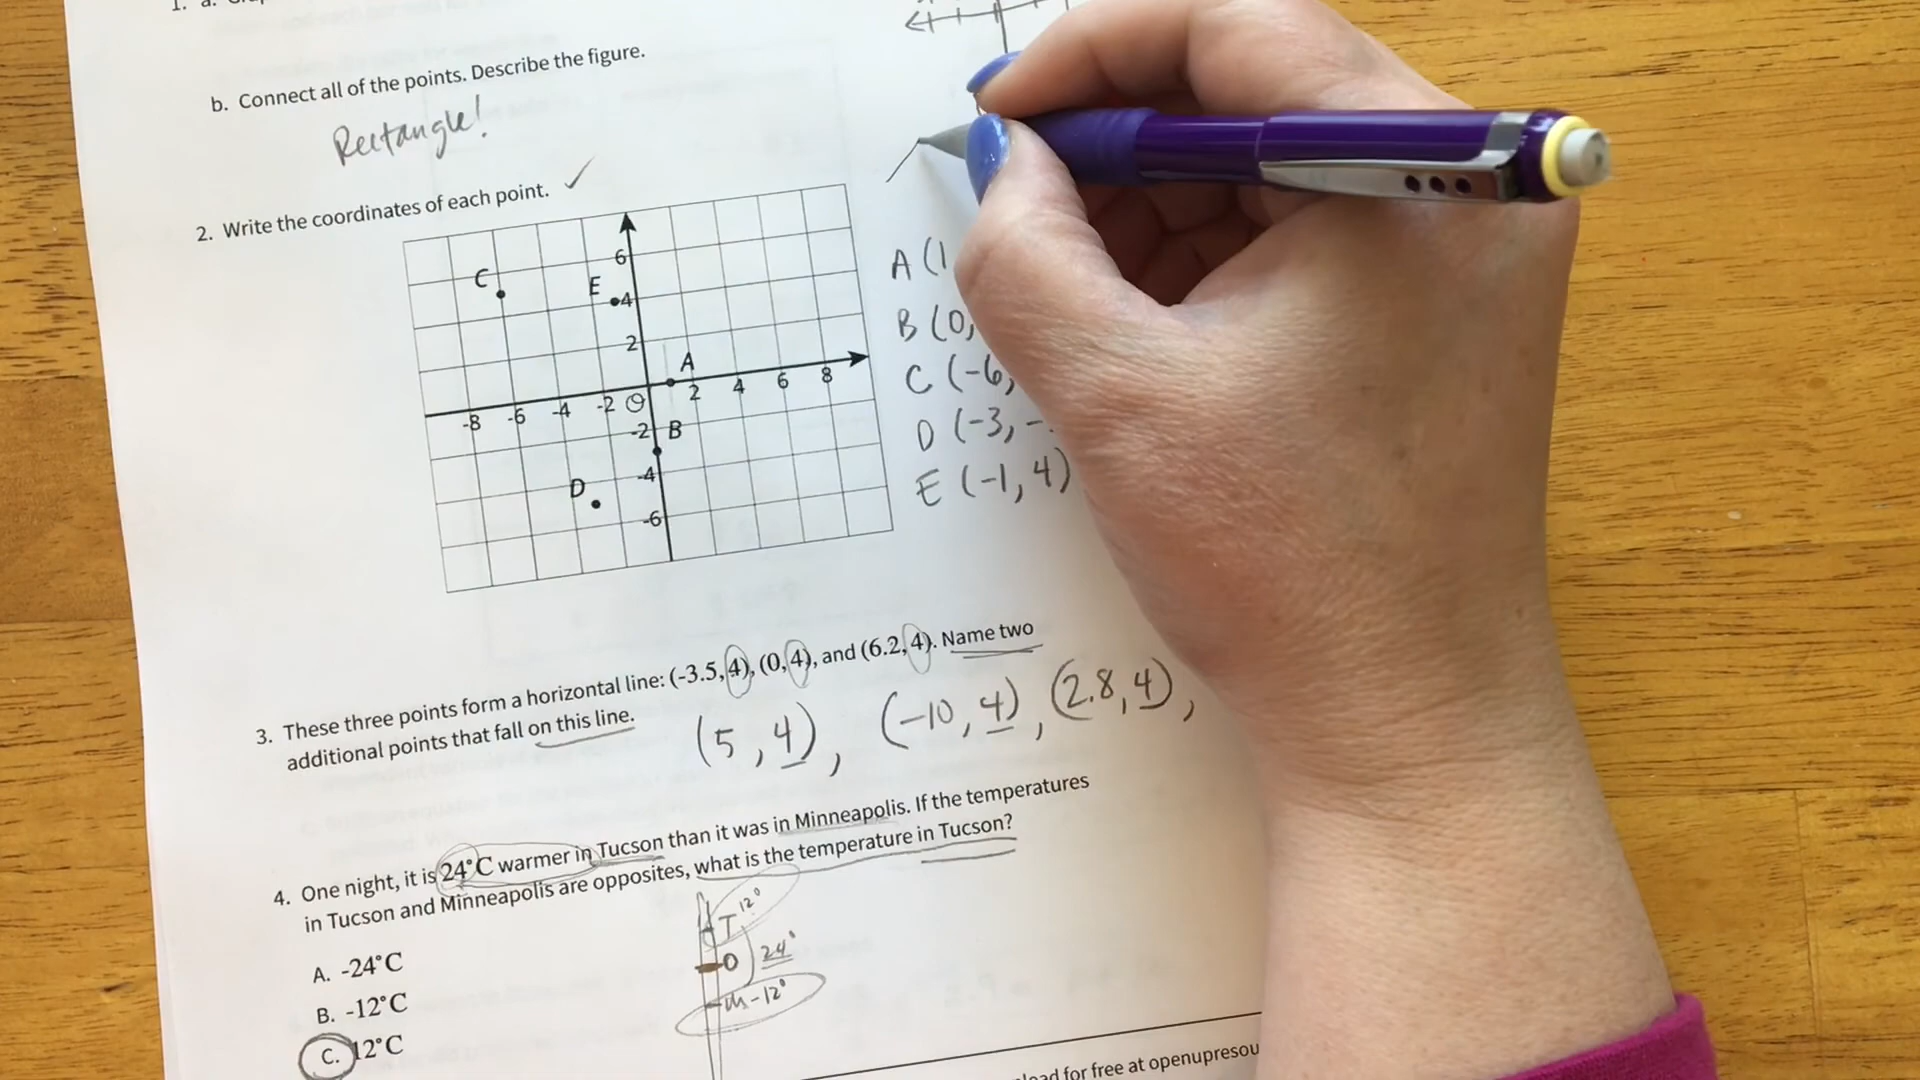 1. a.
b. Connect all of the points. Describe the figure.
Rectangle!
2. Write the coordinates of each point. ✓
C
E
6
4
2
A
-8 -6 -4 -2 O 2 4 6 8
-2 B
-4
D
-6
A (1
B (0,
C (-6,
D (-3, -
E (-1, 4)
3. These three points form a horizontal line: (-3.5, 4), (0, 4), and (6.2, 4). Name two
additional points that fall on this line.
(5, 4), (-10, 4), (2.8, 4),
4. One night, it is 24°C warmer in Tucson than it was in Minneapolis. If the temperatures
in Tucson and Minneapolis are opposites, what is the temperature in Tucson?
T 12°
0
24°
m -12°
A. -24°C
B. -12°C
C. 12°C
for free at openupresou